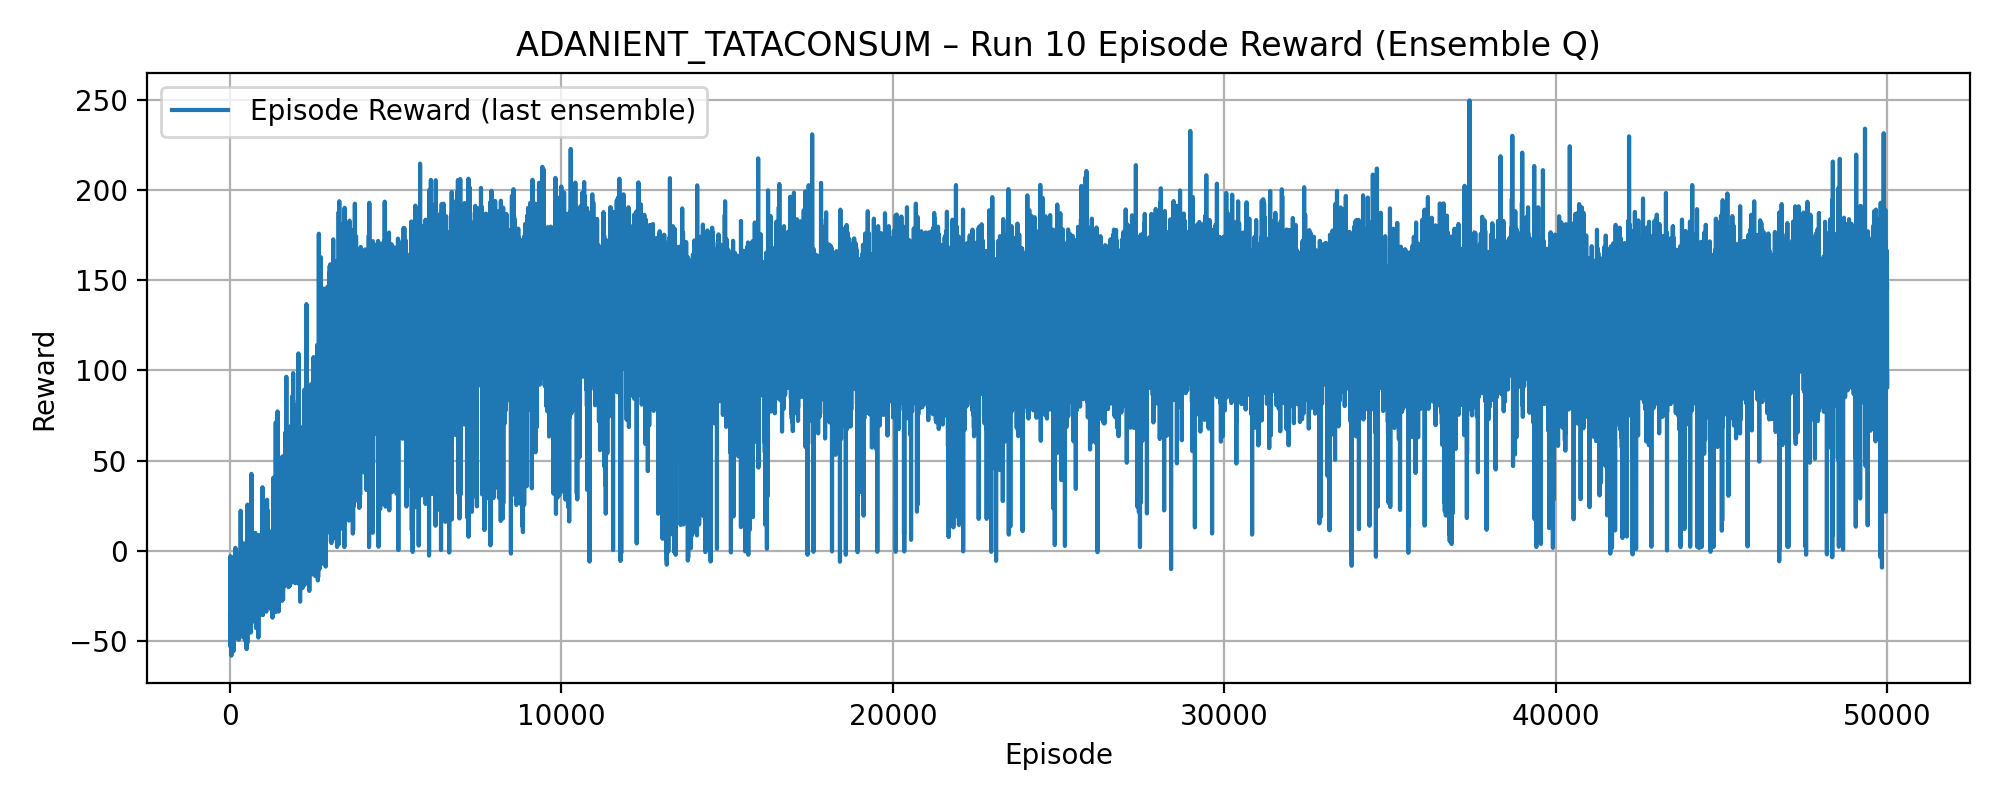 ADANIENT_TATACONSUM – Run 10 Episode Reward (Ensemble Q)
Episode Reward (last ensemble)
250
200
150
100
50
0
−50
Reward
0 10000 20000 30000 40000 50000
Episode